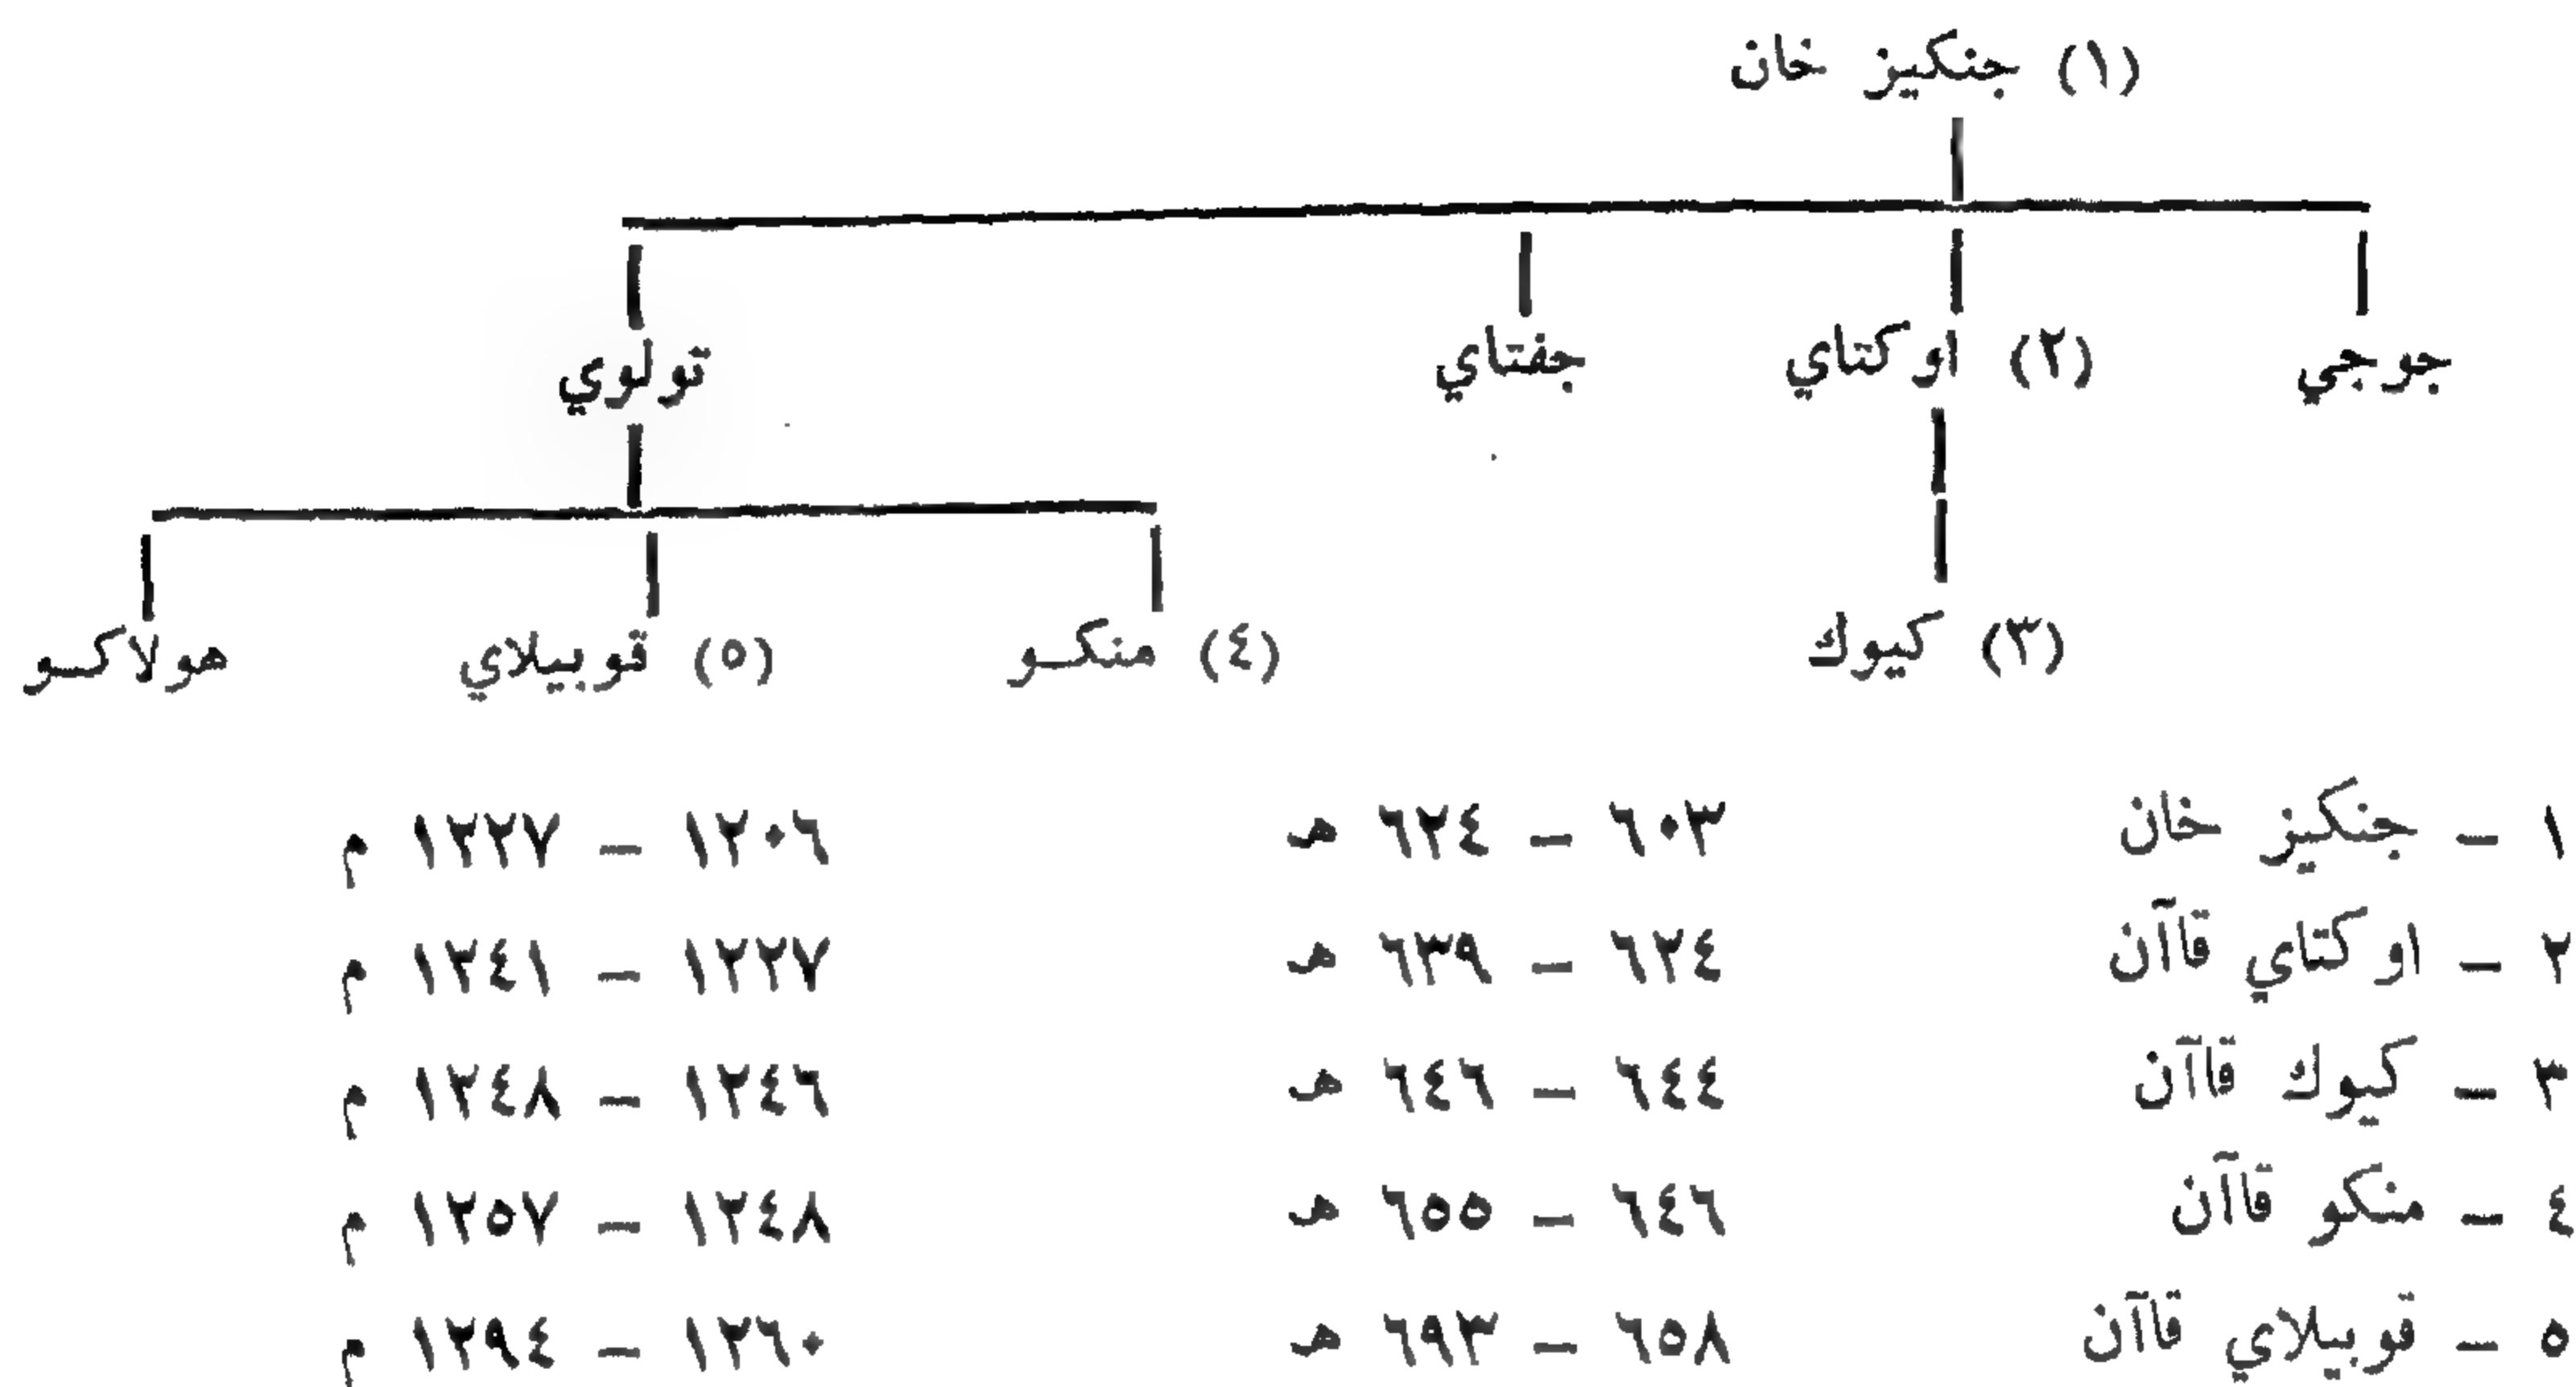 (١) جنكيز خان
جوجي (٢) اوكتاي جفتاي تولوي
(٣) كيوك (٤) منكو (٥) قوبيلاي هولاكو
١ – جنكيز خان ٦٠٣ – ٦٢٤ هـ ١٢٠٦ – ١٢٢٧ م
٢ – اوكتاي قاآن ٦٢٤ – ٦٣٩ هـ ١٢٢٧ – ١٢٤١ م
٣ – كيوك قاآن ٦٤٤ – ٦٤٦ هـ ١٢٤٦ – ١٢٤٨ م
٤ – منكو قاآن ٦٤٦ – ٦٥٥ هـ ١٢٤٨ – ١٢٥٧ م
٥ – قوبيلاي قاآن ٦٥٨ – ٦٩٣ هـ ١٢٦٠ – ١٢٩٤ م